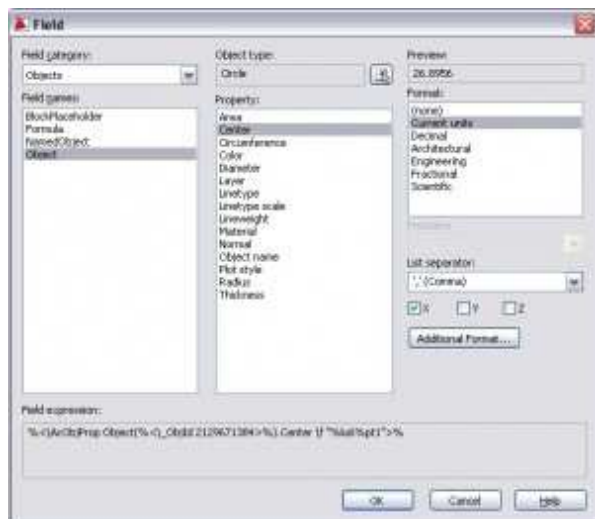 Field
Field category:
Objects
Field names:
BlockPlaceholder
Formula
NamedObject
Object
Object type:
Circle
Property:
Area
Center
Circumference
Color
Diameter
Layer
Linetype
Linetype scale
Lineweight
Material
Normal
Object name
Plot style
Radius
Thickness
Preview:
26.8956
Format:
(none)
Current units
Decimal
Architectural
Engineering
Fractional
Scientific
List separator:
',' (Comma)
X Y Z
Additional Format...
Field expression:
OK Cancel Help